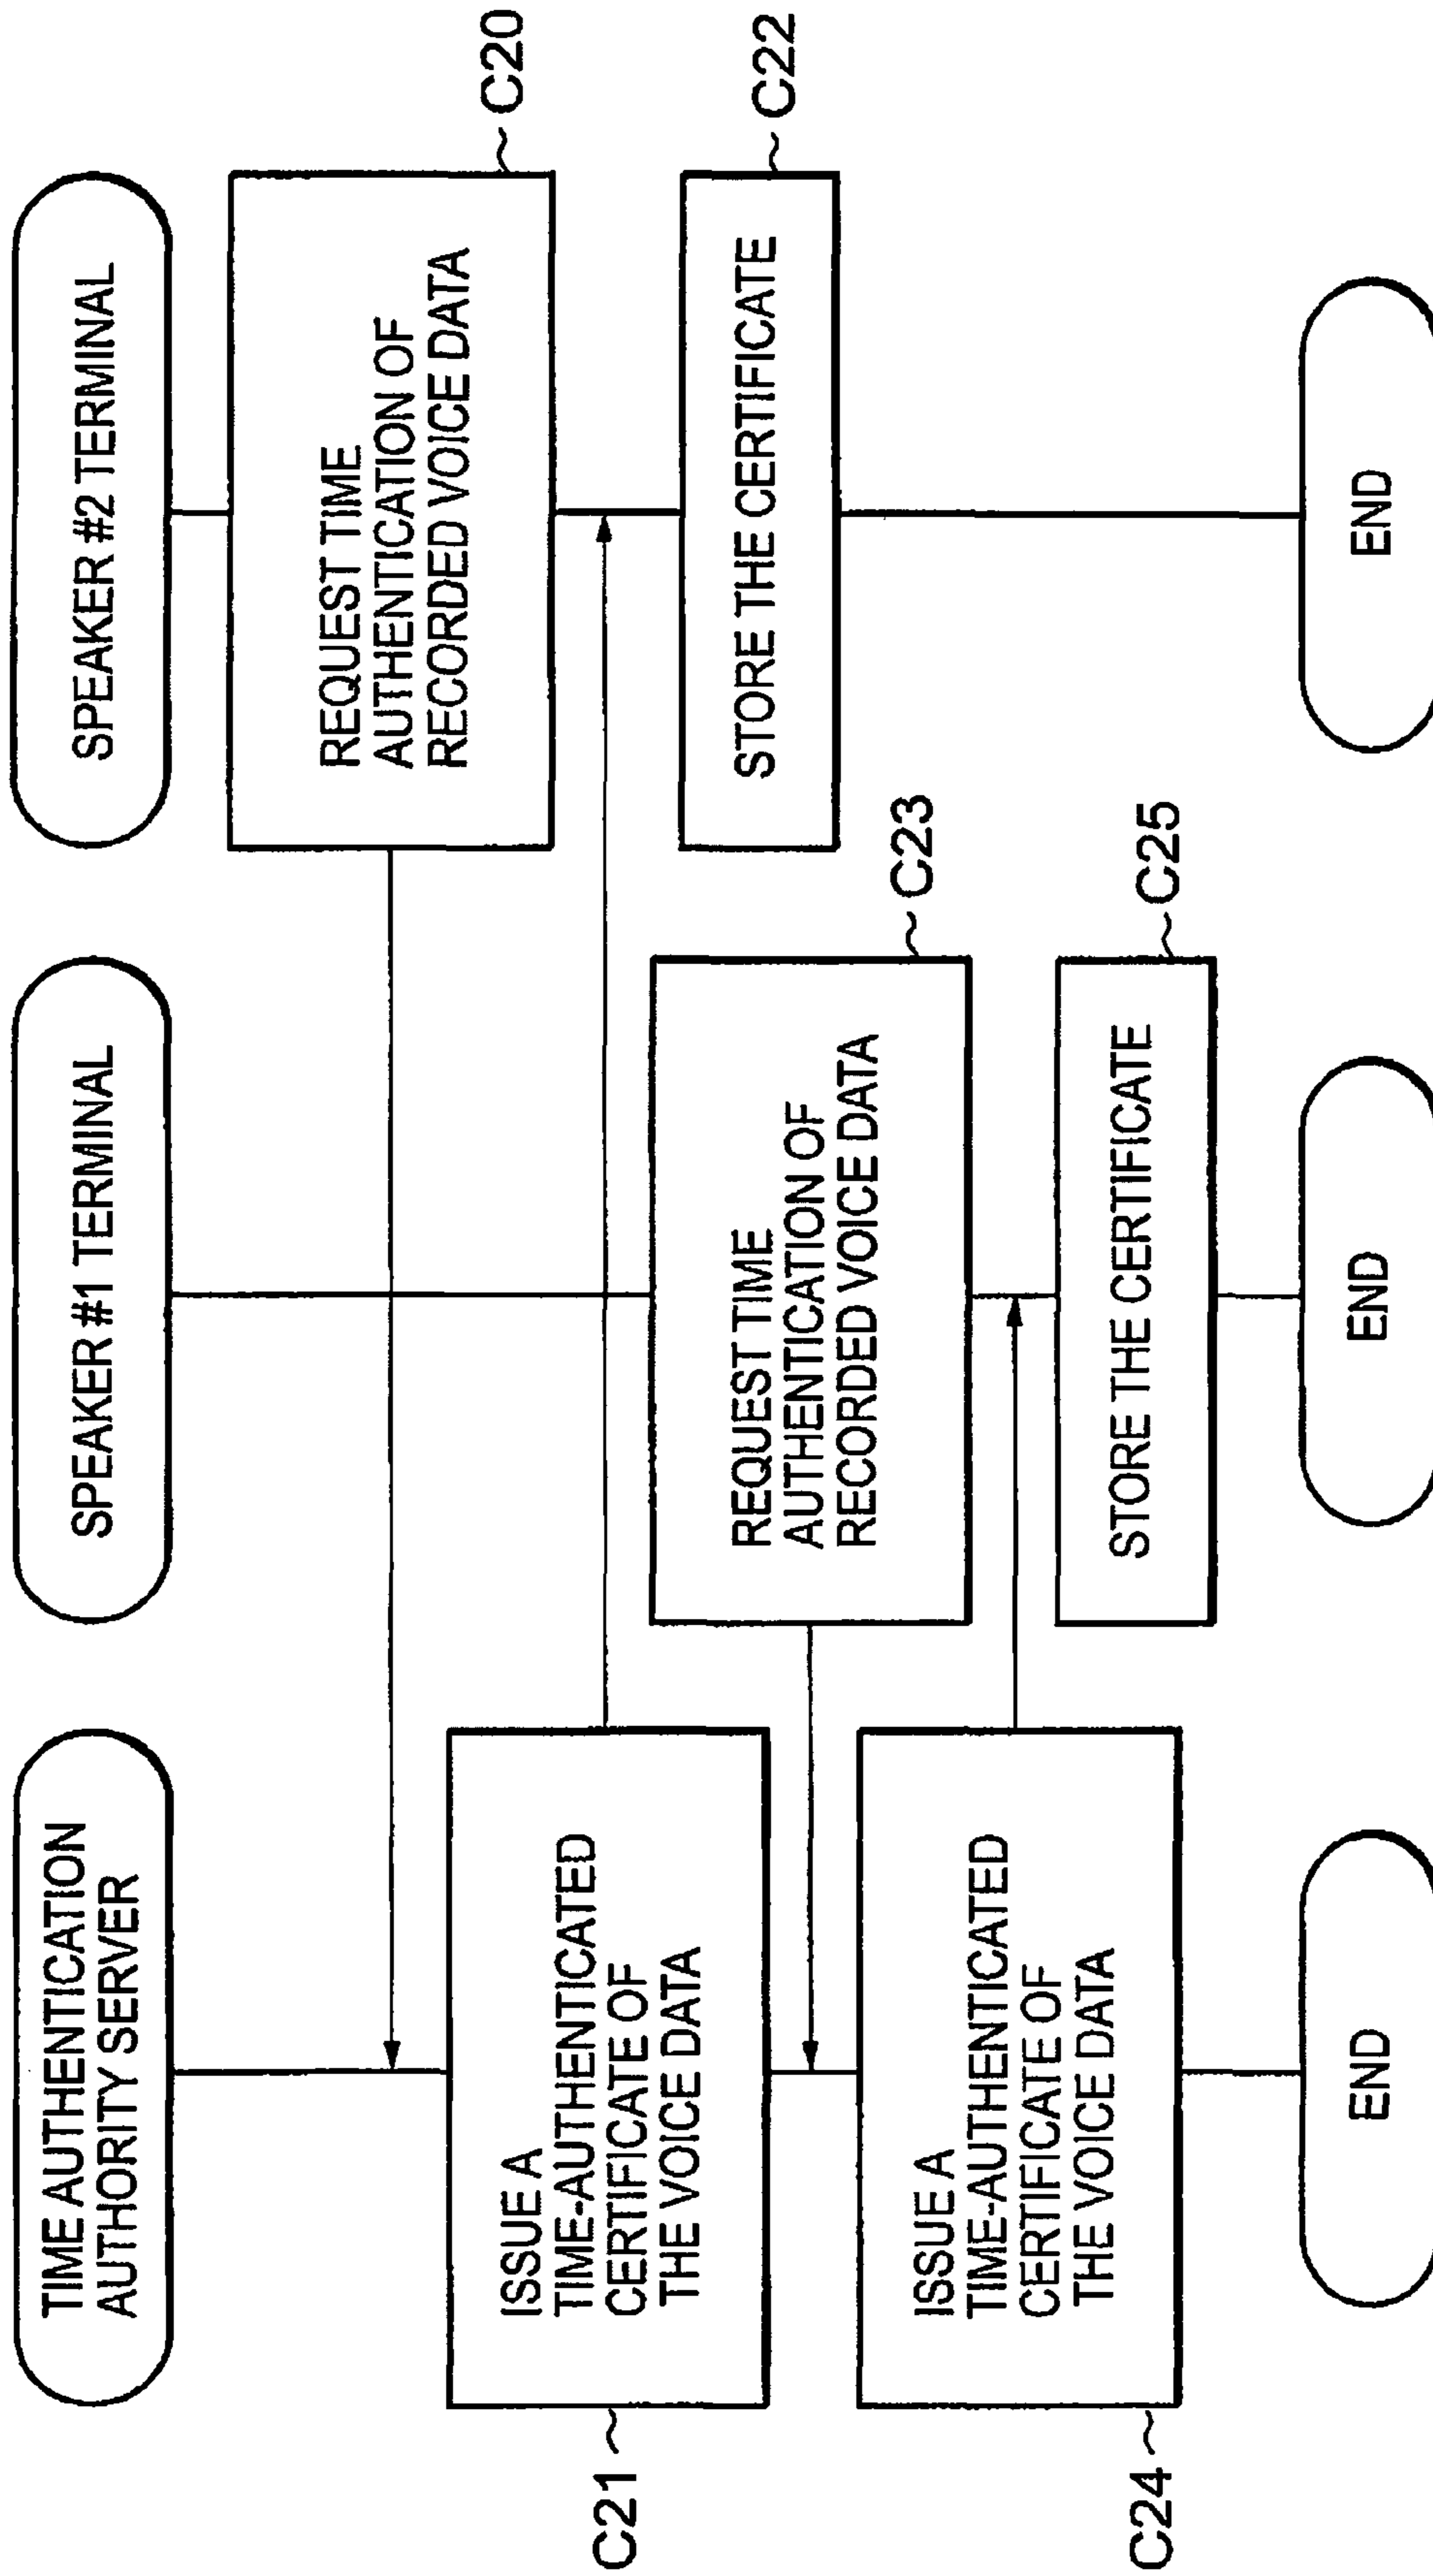 TIME AUTHENTICATION
AUTHORITY SERVER
SPEAKER #1 TERMINAL
SPEAKER #2 TERMINAL
REQUEST TIME
AUTHENTICATION OF
RECORDED VOICE DATA
C20
C21
ISSUE A
TIME-AUTHENTICATED
CERTIFICATE OF
THE VOICE DATA
STORE THE CERTIFICATE
C22
REQUEST TIME
AUTHENTICATION OF
RECORDED VOICE DATA
C23
C24
ISSUE A
TIME-AUTHENTICATED
CERTIFICATE OF
THE VOICE DATA
STORE THE CERTIFICATE
C25
END
END
END